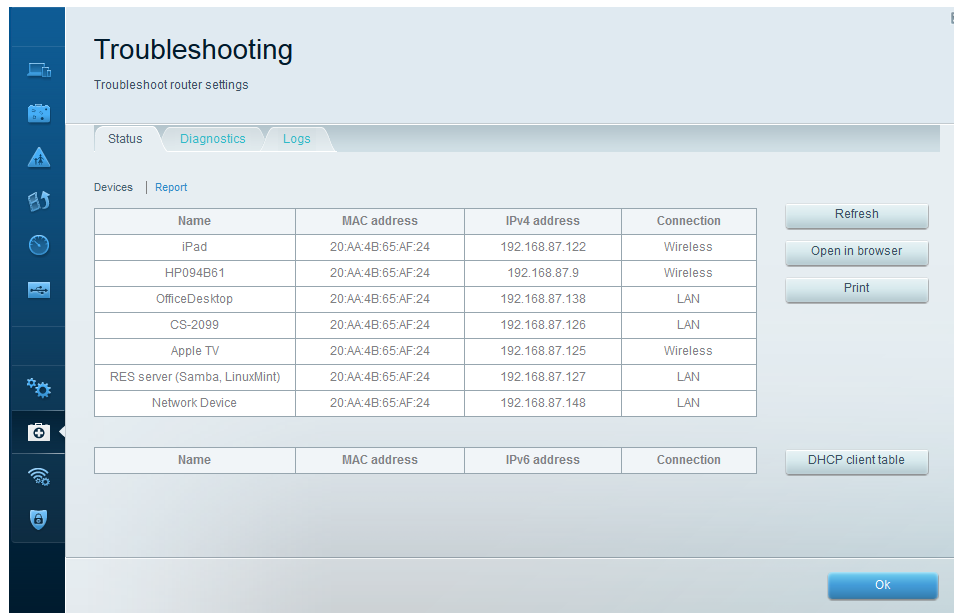 Troubleshooting
Troubleshoot router settings
Status Diagnostics Logs
Devices | Report
Name MAC address IPv4 address Connection
iPad 20:AA:4B:65:AF:24 192.168.87.122 Wireless
HP094B61 20:AA:4B:65:AF:24 192.168.87.9 Wireless
OfficeDesktop 20:AA:4B:65:AF:24 192.168.87.138 LAN
CS-2099 20:AA:4B:65:AF:24 192.168.87.126 LAN
Apple TV 20:AA:4B:65:AF:24 192.168.87.125 Wireless
RES server (Samba, LinuxMint) 20:AA:4B:65:AF:24 192.168.87.127 LAN
Network Device 20:AA:4B:65:AF:24 192.168.87.148 LAN
Refresh
Open in browser
Print
Name MAC address IPv6 address Connection
DHCP client table
Ok